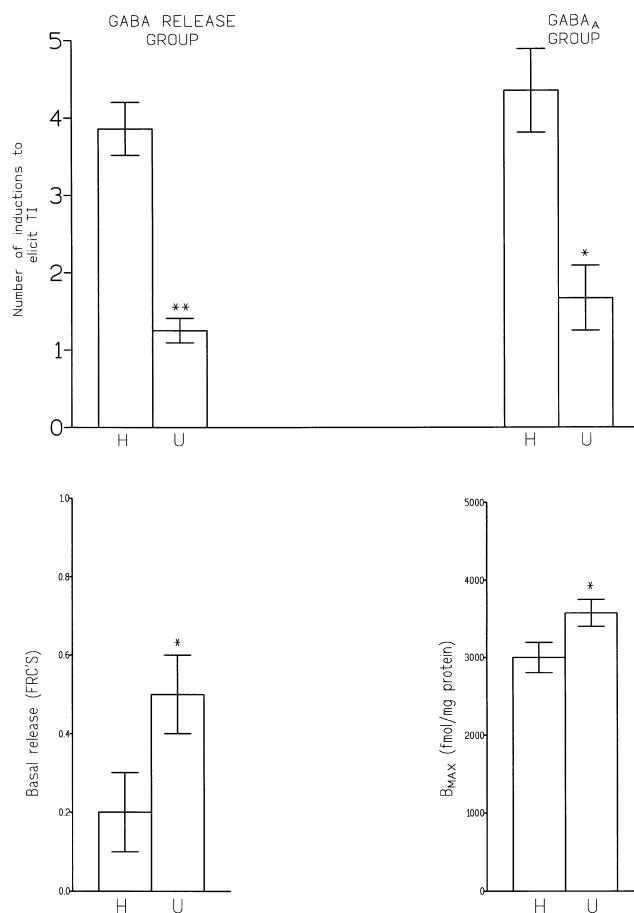 GABA RELEASE
GROUP
GABA_A
GROUP
Number of inductions to
elicit TI
5
4
3
2
1
0
**
*
H U
H U
Basal release (FRC'S)
1.0
0.8
0.6
0.4
0.2
0.0
*
H U
B_MAX (fmol/mg protein)
5000
4000
3000
2000
1000
0
*
H U